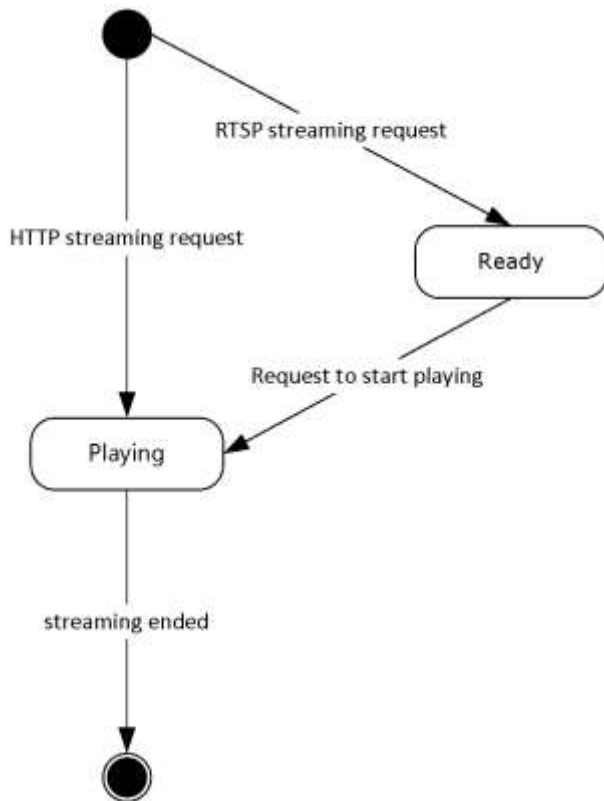 RTSP streaming request
HTTP streaming request
Ready
Request to start playing
Playing
streaming ended